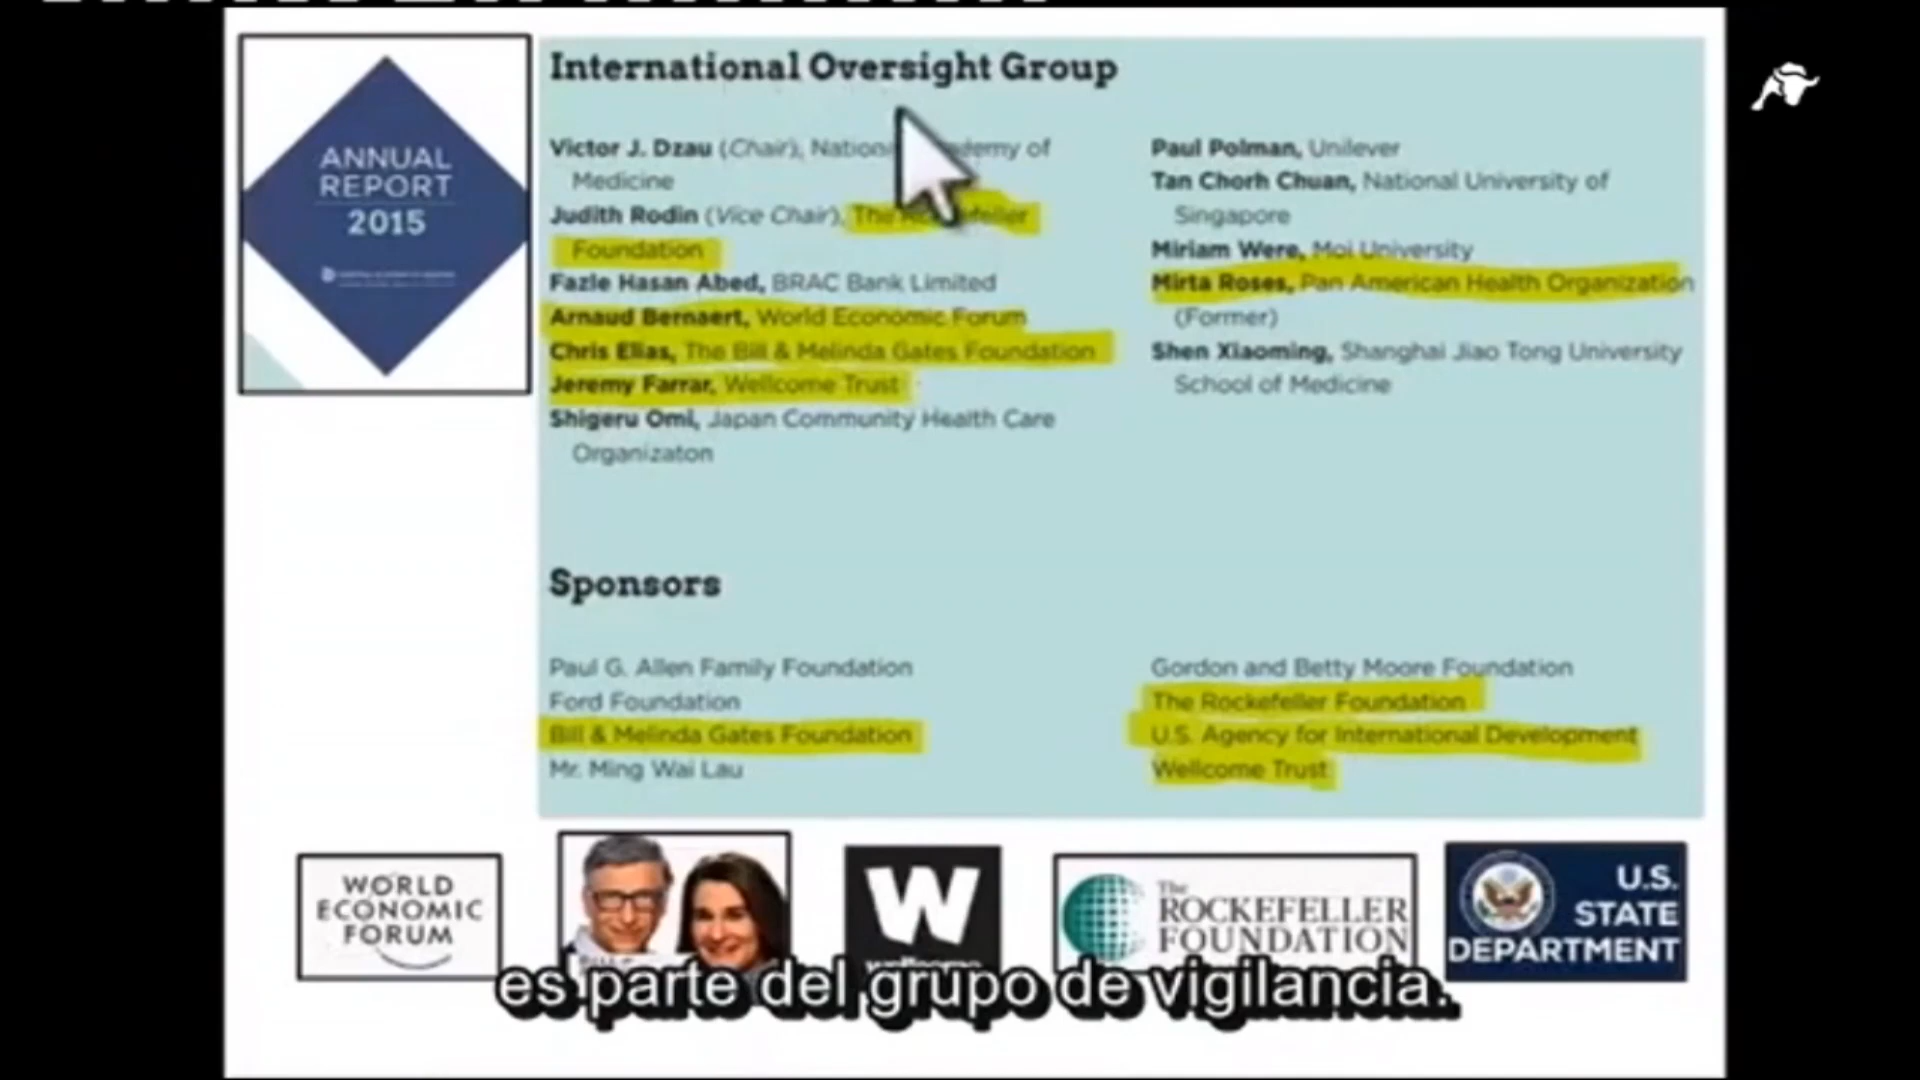 ANNUAL
REPORT
2015
International Oversight Group
Victor J. Dzau (Chair), National Academy of
Medicine
Judith Rodin (Vice Chair), The Rockefeller
Foundation
Fazle Hasan Abed, BRAC Bank Limited
Arnaud Bernaert, World Economic Forum
Chris Elias, The Bill & Melinda Gates Foundation
Jeremy Farrar, Wellcome Trust
Shigeru Omi, Japan Community Health Care
Organizaton
Paul Polman, Unilever
Tan Chorh Chuan, National University of
Singapore
Miriam Were, Moi University
Mirta Roses, Pan American Health Organization
(Former)
Shen Xiaoming, Shanghai Jiao Tong University
School of Medicine
Sponsors
Paul G. Allen Family Foundation
Ford Foundation
Bill & Melinda Gates Foundation
Mr. Ming Wai Lau
Gordon and Betty Moore Foundation
The Rockefeller Foundation
U.S. Agency for International Development
Wellcome Trust
WORLD
ECONOMIC
FORUM
W
The
ROCKEFELLER
FOUNDATION
U.S.
STATE
DEPARTMENT
es parte del grupo de vigilancia.